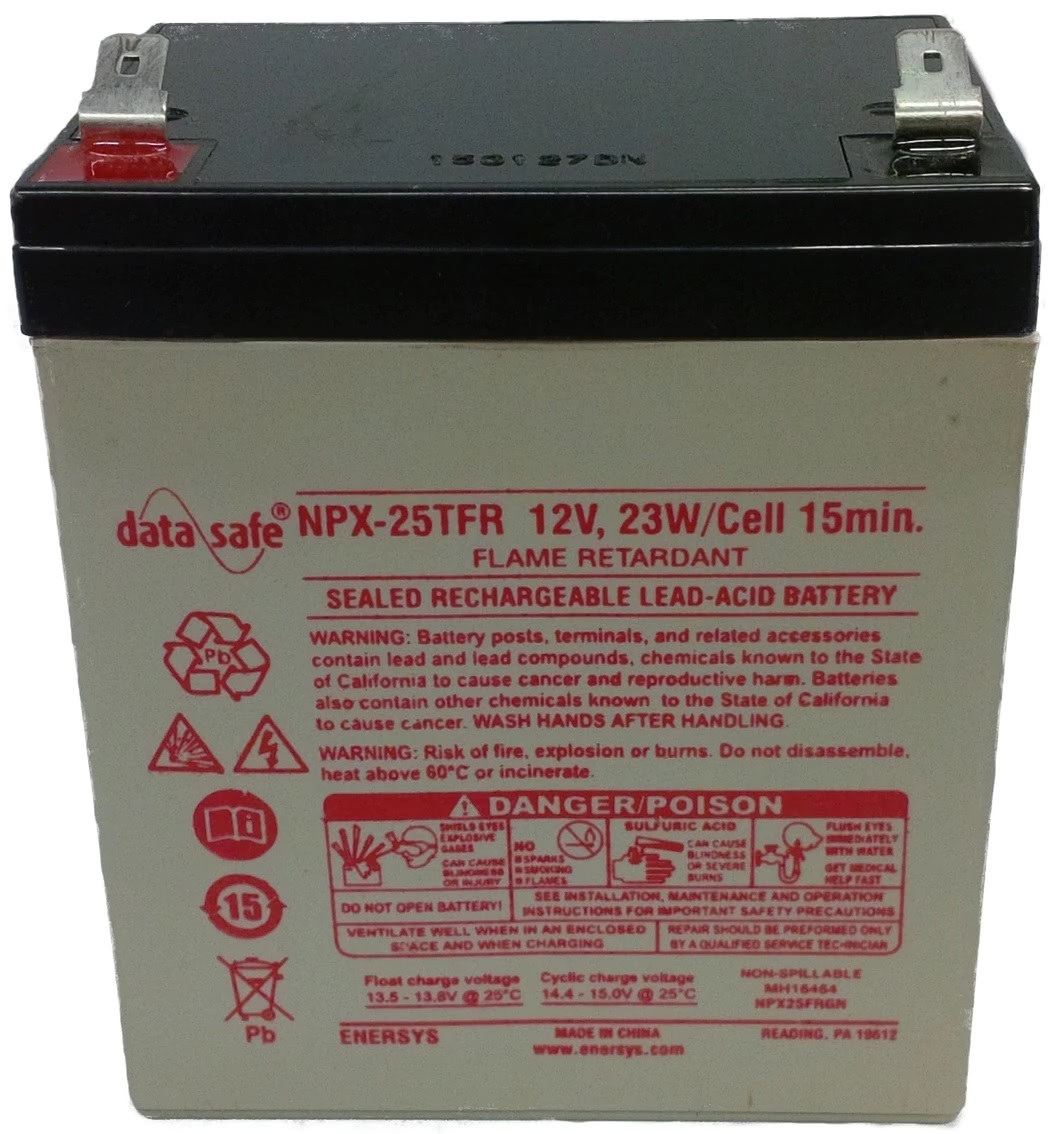 data safe® NPX-25TFR 12V, 23W/Cell 15min.
FLAME RETARDANT
SEALED RECHARGEABLE LEAD-ACID BATTERY
WARNING: Battery posts, terminals, and related accessories
contain lead and lead compounds, chemicals known to the State
of California to cause cancer and reproductive harm. Batteries
also contain other chemicals known to the State of California
to cause cancer. WASH HANDS AFTER HANDLING.
WARNING: Risk of fire, explosion or burns. Do not disassemble,
heat above 60°C or incinerate.
Pb
DANGER/POISON
SHIELD EYES
EXPLOSIVE
GASES
CAN CAUSE
BLINDNESS
OR INJURY
NO
SPARKS
SMOKING
FLAMES
SULFURIC ACID
CAN CAUSE
BLINDNESS
OR SEVERE
BURNS
FLUSH EYES
IMMEDIATELY
WITH WATER
GET MEDICAL
HELP FAST
DO NOT OPEN BATTERY!
SEE INSTALLATION, MAINTENANCE AND OPERATION
INSTRUCTIONS FOR IMPORTANT SAFETY PRECAUTIONS
VENTILATE WELL WHEN IN AN ENCLOSED
SPACE AND WHEN CHARGING
REPAIR SHOULD BE PREFORMED ONLY
BY A QUALIFIED SERVICE TECHNICIAN
15
Pb
Float charge voltage
13.5 - 13.8V @ 25°C
Cyclic charge voltage
14.4 - 15.0V @ 25°C
NON-SPILLABLE
MH16464
NPX25FRGN
ENERSYS
MADE IN CHINA
www.enersys.com
READING, PA 19612